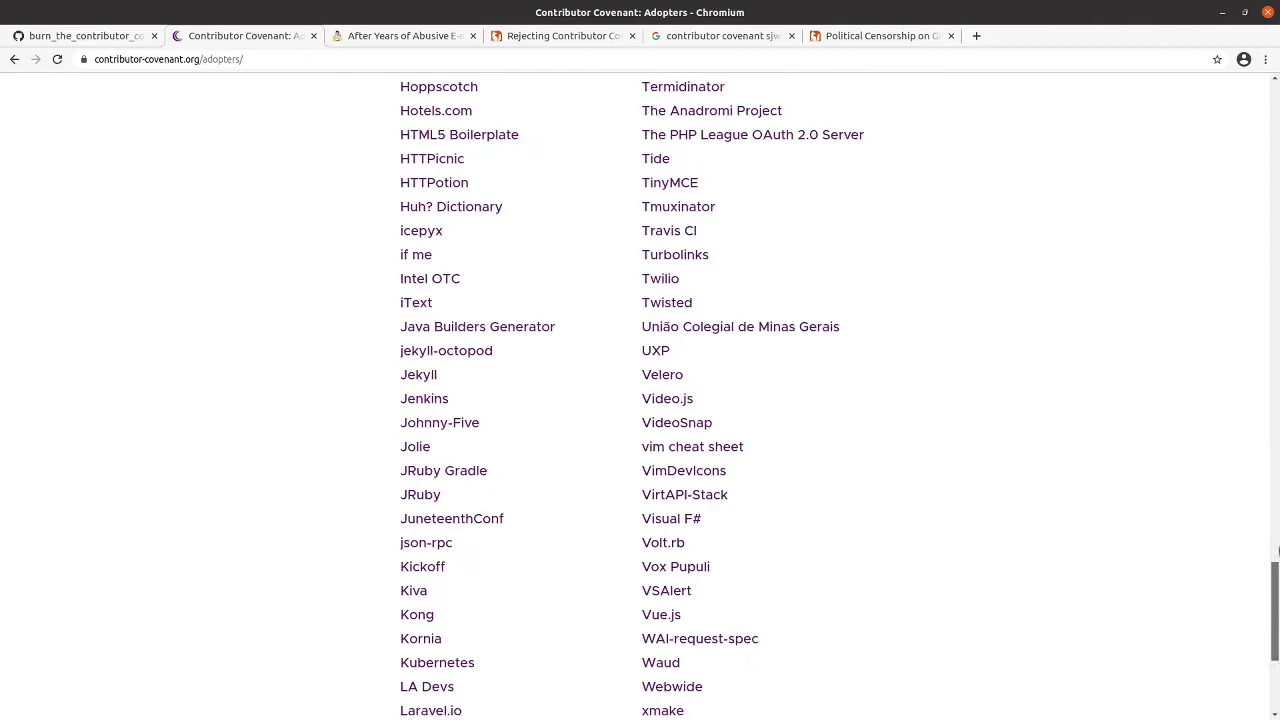 Contributor Covenant: Adopters - Chromium
burn_the_contributor_co
Contributor Covenant: Ad
After Years of Abusive E-m
Rejecting Contributor Co
contributor covenant sjw
Political Censorship on Gi
contributor-covenant.org/adopters/
Hoppscotch
Hotels.com
HTML5 Boilerplate
HTTPicnic
HTTPotion
Huh? Dictionary
icepyx
if me
Intel OTC
iText
Java Builders Generator
jekyll-octopod
Jekyll
Jenkins
Johnny-Five
Jolie
JRuby Gradle
JRuby
JuneteenthConf
json-rpc
Kickoff
Kiva
Kong
Kornia
Kubernetes
LA Devs
Laravel.io
Termidinator
The Anadromi Project
The PHP League OAuth 2.0 Server
Tide
TinyMCE
Tmuxinator
Travis CI
Turbolinks
Twilio
Twisted
União Colegial de Minas Gerais
UXP
Velero
Video.js
VideoSnap
vim cheat sheet
VimDevIcons
VirtAPI-Stack
Visual F#
Volt.rb
Vox Pupuli
VSAlert
Vue.js
WAI-request-spec
Waud
Webwide
xmake